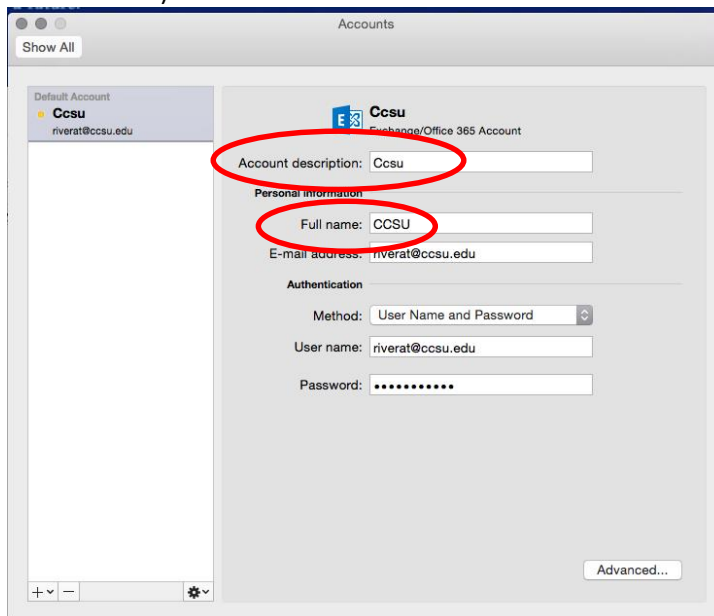 Accounts
Show All
Default Account
Ccsu
riverat@ccsu.edu
Ccsu
Exchange/Office 365 Account
Account description: Ccsu
Personal information
Full name: CCSU
E-mail address: riverat@ccsu.edu
Authentication
Method: User Name and Password
User name: riverat@ccsu.edu
Password: •••••••••••
Advanced...